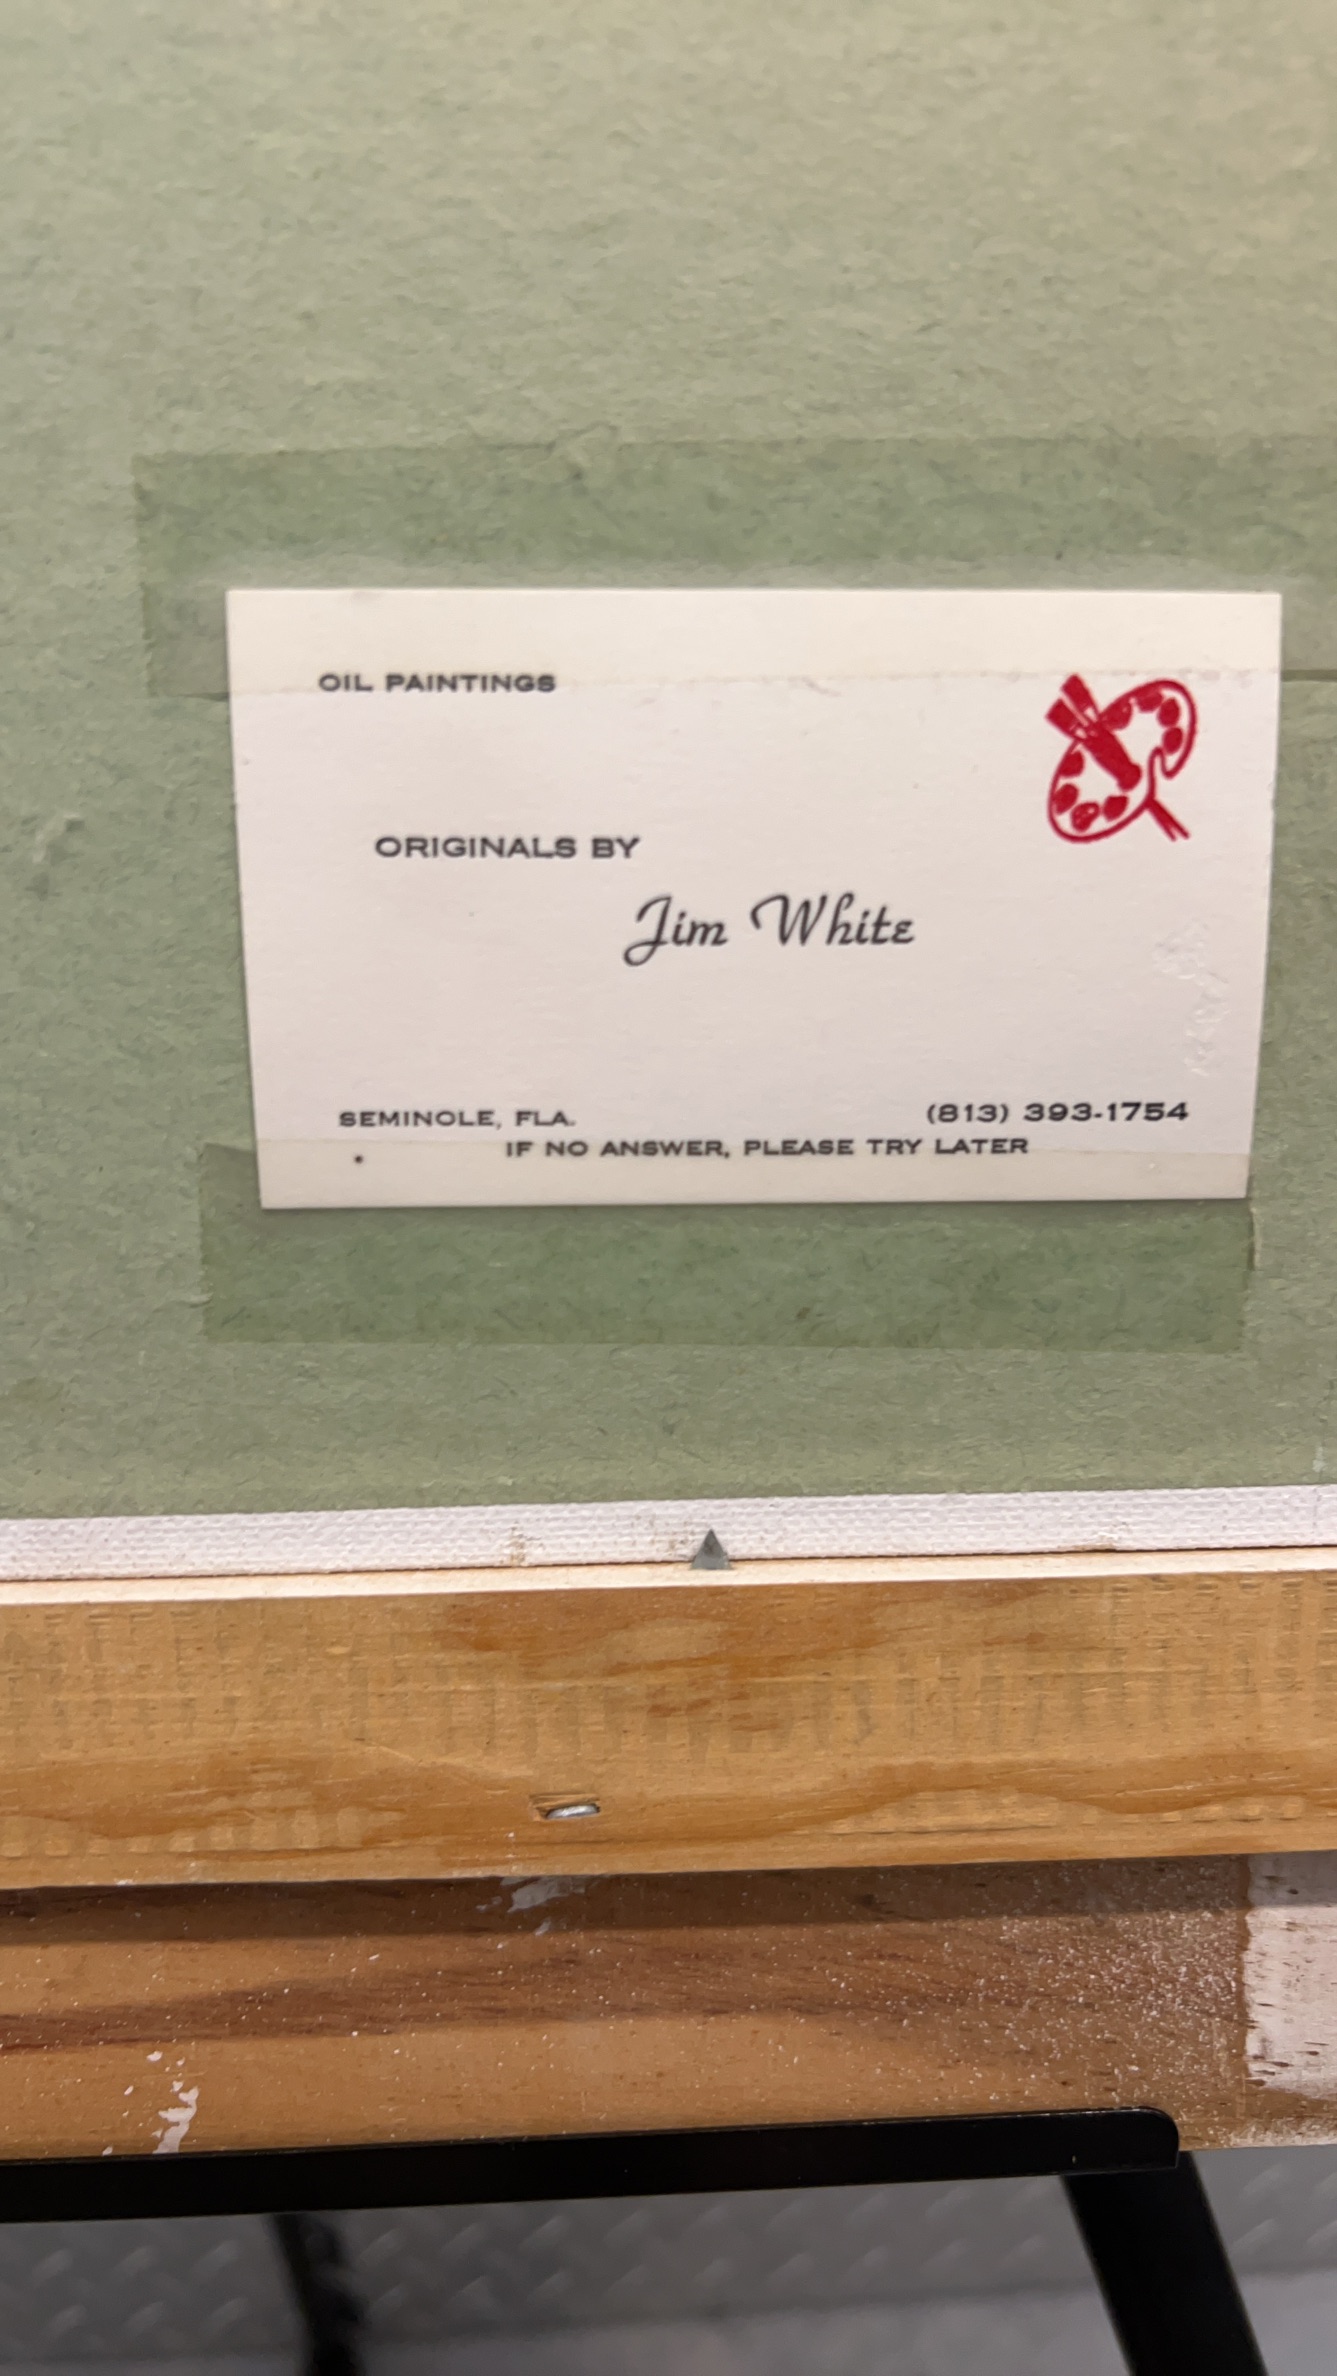 OIL PAINTINGS
ORIGINALS BY
Jim White
SEMINOLE, FLA.
(813) 393-1754
IF NO ANSWER, PLEASE TRY LATER